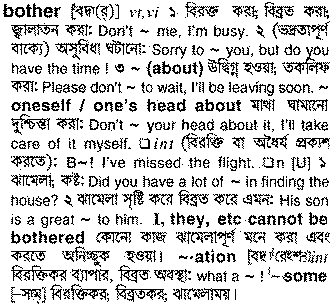 bother [বদা(র্)] vt,vi ১ বিরক্ত করা; বিব্রত করা;
জ্বালাতন করা: Don't ~ me, I'm busy. ২ (ভদ্রতাপূর্ণ
বাক্যে) অসুবিধা ঘটানো: Sorry to ~ you, but do you
have the time ! ৩ ~ (about) উদ্বিগ্ন হওয়া; তকলিফ
করা: Please don't ~ to wait, I'll be leaving soon. ~
oneself / one's head about মাথা ঘামানো
দুশ্চিন্তা করা: Don't ~ your head about it, I'll take
care of it myself. □int (বিরক্তি বা অধৈর্য প্রকাশ
করতে): B~! I've missed the flight. □n [U] ১
ঝামেলা, কষ্ট: Did you have a lot of ~ in finding the
house? ২ ঝামেলা সৃষ্টি করে বিব্রত করে এমন: His son
is a great ~ to him. I, they, etc cannot be
bothered কোনো কাজ ঝামেলাপূর্ণ মনে করা এবং
করতে অনিচ্ছুক হওয়া। ~·ation int
বিরক্তিকর ব্যাপার, বিব্রত অবস্থা: what a ~ ! ~some
[–সাম্] বিরক্তিকর; বিব্রতকর; ঝামেলাময়।